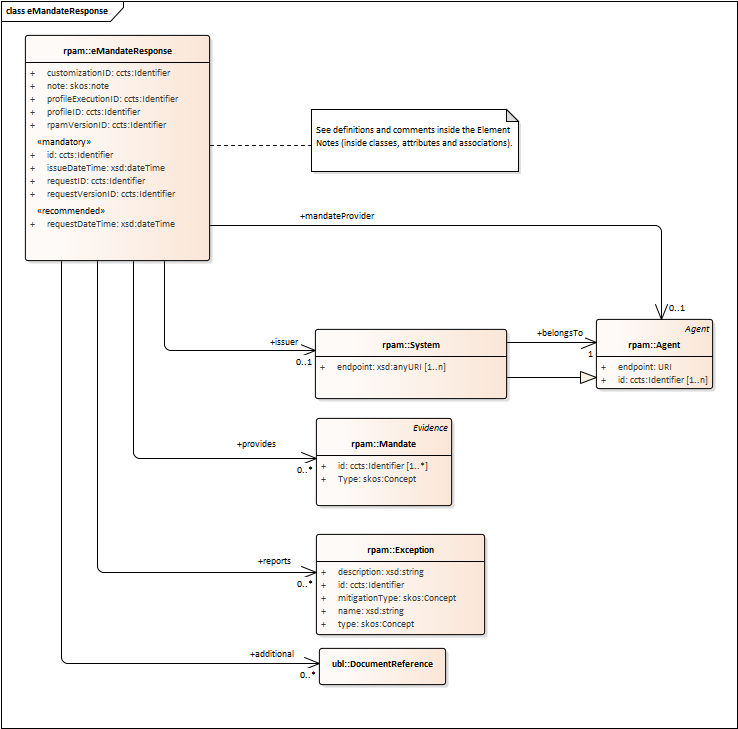 class eMandateResponse
rpam::eMandateResponse
+ customizationID: ccts:Identifier
+ note: skos:note
+ profileExecutionID: ccts:Identifier
+ profileID: ccts:Identifier
+ rpamVersionID: ccts:Identifier
«mandatory»
+ id: ccts:Identifier
+ issueDateTime: xsd:dateTime
+ requestID: ccts:Identifier
+ requestVersionID: ccts:Identifier
«recommended»
+ requestDateTime: xsd:dateTime
See definitions and comments inside the Element
Notes (inside classes, attributes and associations).
+mandateProvider
0..1
+issuer
0..1
rpam::System
+ endpoint: xsd:anyURI [1..n]
+belongsTo
1
Agent
rpam::Agent
+ endpoint: URI
+ id: ccts:Identifier [1..n]
+provides
0..*
Evidence
rpam::Mandate
+ id: ccts:Identifier [1..*]
+ Type: skos:Concept
+reports
0..*
rpam::Exception
+ description: xsd:string
+ id: ccts:Identifier
+ mitigationType: skos:Concept
+ name: xsd:string
+ type: skos:Concept
+additional
0..*
ubl::DocumentReference